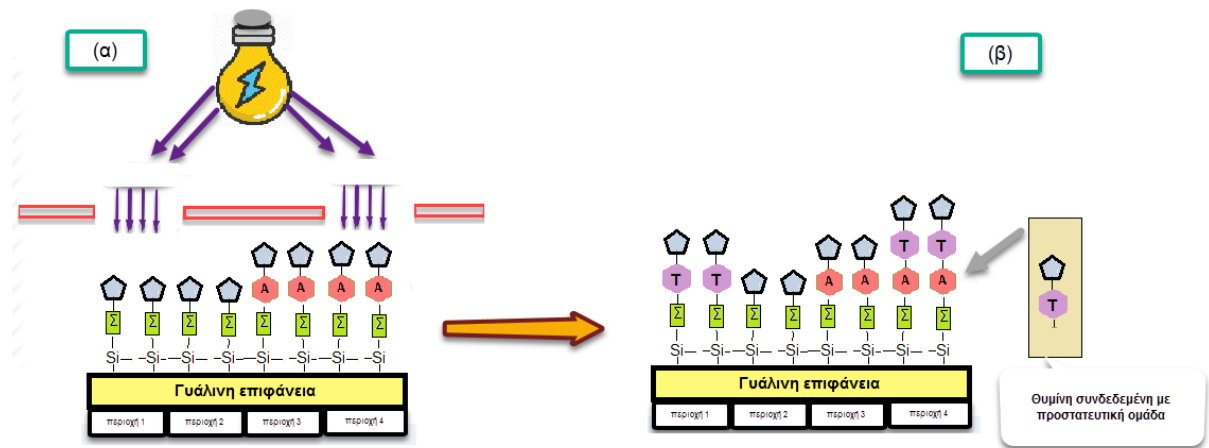 (α)
(β)
T T
T T A A A A
A A A A
T
Σ Σ Σ Σ Σ Σ Σ Σ
Σ Σ Σ Σ Σ Σ Σ Σ
Si Si Si Si Si Si Si Si
Si Si Si Si Si Si Si Si
Γυάλινη επιφάνεια
περιοχή 1 περιοχή 2 περιοχή 3 περιοχή 4
Γυάλινη επιφάνεια
περιοχή 1 περιοχή 2 περιοχή 3 περιοχή 4
Θυμίνη συνδεδεμένη με
προστατευτική ομάδα